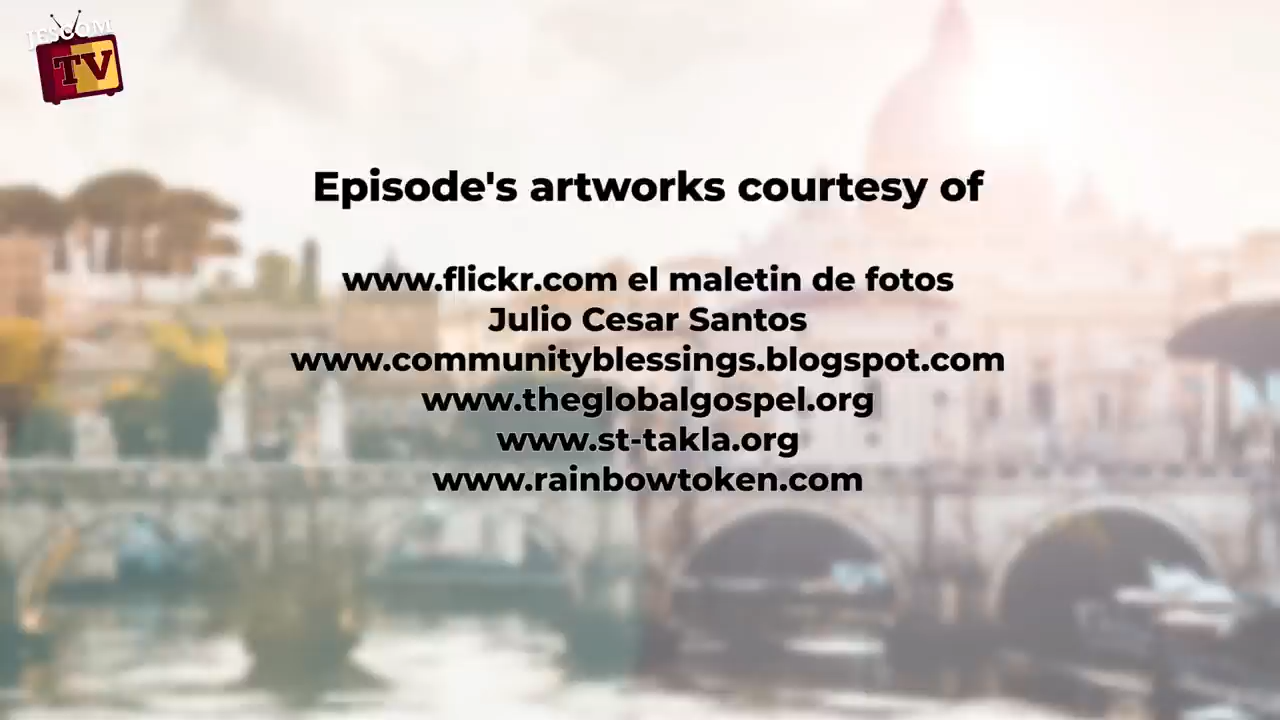 JESCOM
TV
Episode's artworks courtesy of
www.flickr.com el maletin de fotos
Julio Cesar Santos
www.communityblessings.blogspot.com
www.theglobalgospel.org
www.st-takla.org
www.rainbowtoken.com